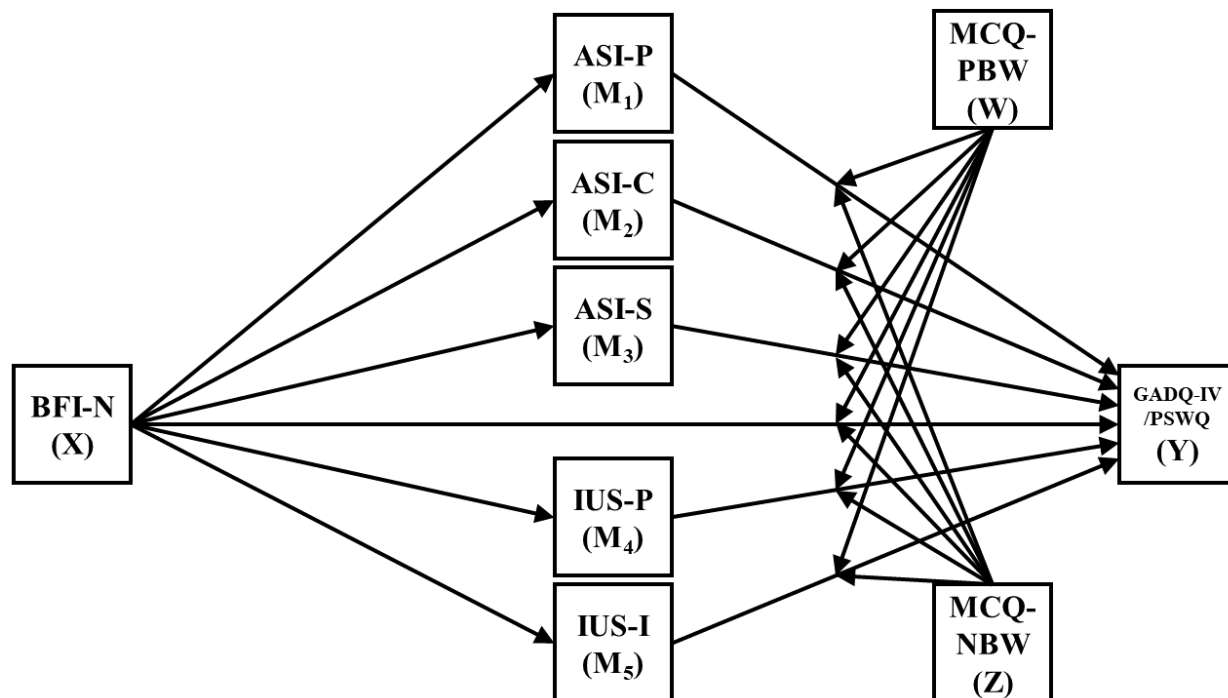 ASI-P
(M₁)
MCQ-
PBW
(W)
ASI-C
(M₂)
ASI-S
(M₃)
BFI-N
(X)
GADQ-IV
/PSWQ
(Y)
IUS-P
(M₄)
IUS-I
(M₅)
MCQ-
NBW
(Z)